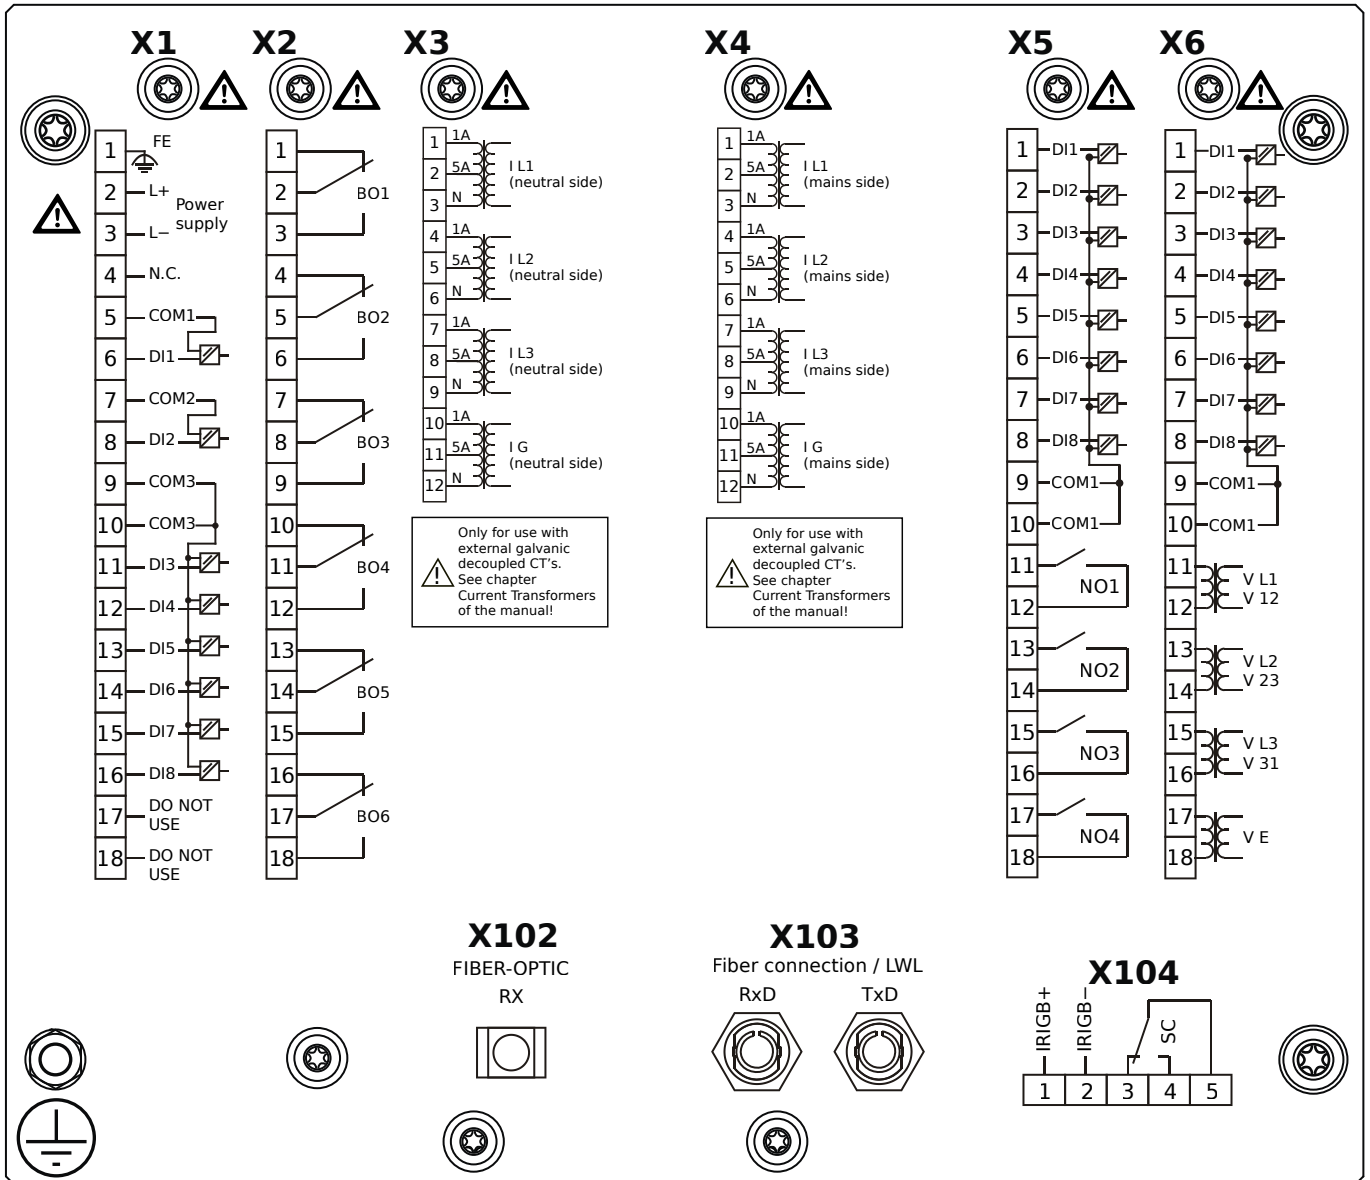 X1
X2
X3
X4
X5
X6
1
FE
2
L+
Power
supply
3
L−
4
N.C.
5
COM1
6
DI1
7
COM2
8
DI2
9
COM3
10
COM3
11
DI3
12
DI4
13
DI5
14
DI6
15
DI7
16
DI8
17
DO NOT
USE
18
DO NOT
USE
1
2
BO1
3
4
5
BO2
6
7
8
BO3
9
10
11
BO4
12
13
14
BO5
15
16
17
BO6
18
1
1A
2
5A
3
N
I L1
(neutral side)
4
1A
5
5A
6
N
I L2
(neutral side)
7
1A
8
5A
9
N
I L3
(neutral side)
10
1A
11
5A
12
N
I G
(neutral side)
Only for use with
external galvanic
decoupled CT's.
See chapter
Current Transformers
of the manual!
1
1A
2
5A
3
N
I L1
(mains side)
4
1A
5
5A
6
N
I L2
(mains side)
7
1A
8
5A
9
N
I L3
(mains side)
10
1A
11
5A
12
N
I G
(mains side)
Only for use with
external galvanic
decoupled CT's.
See chapter
Current Transformers
of the manual!
1
DI1
2
DI2
3
DI3
4
DI4
5
DI5
6
DI6
7
DI7
8
DI8
9
COM1
10
COM1
11
NO1
12
13
NO2
14
15
NO3
16
17
NO4
18
1
DI1
2
DI2
3
DI3
4
DI4
5
DI5
6
DI6
7
DI7
8
DI8
9
COM1
10
COM1
11
V L1
V 12
12
13
V L2
V 23
14
15
V L3
V 31
16
17
V E
18
X102
FIBER-OPTIC
RX
X103
Fiber connection / LWL
RxD
TxD
X104
IRIGB+
IRIGB−
SC
1
2
3
4
5